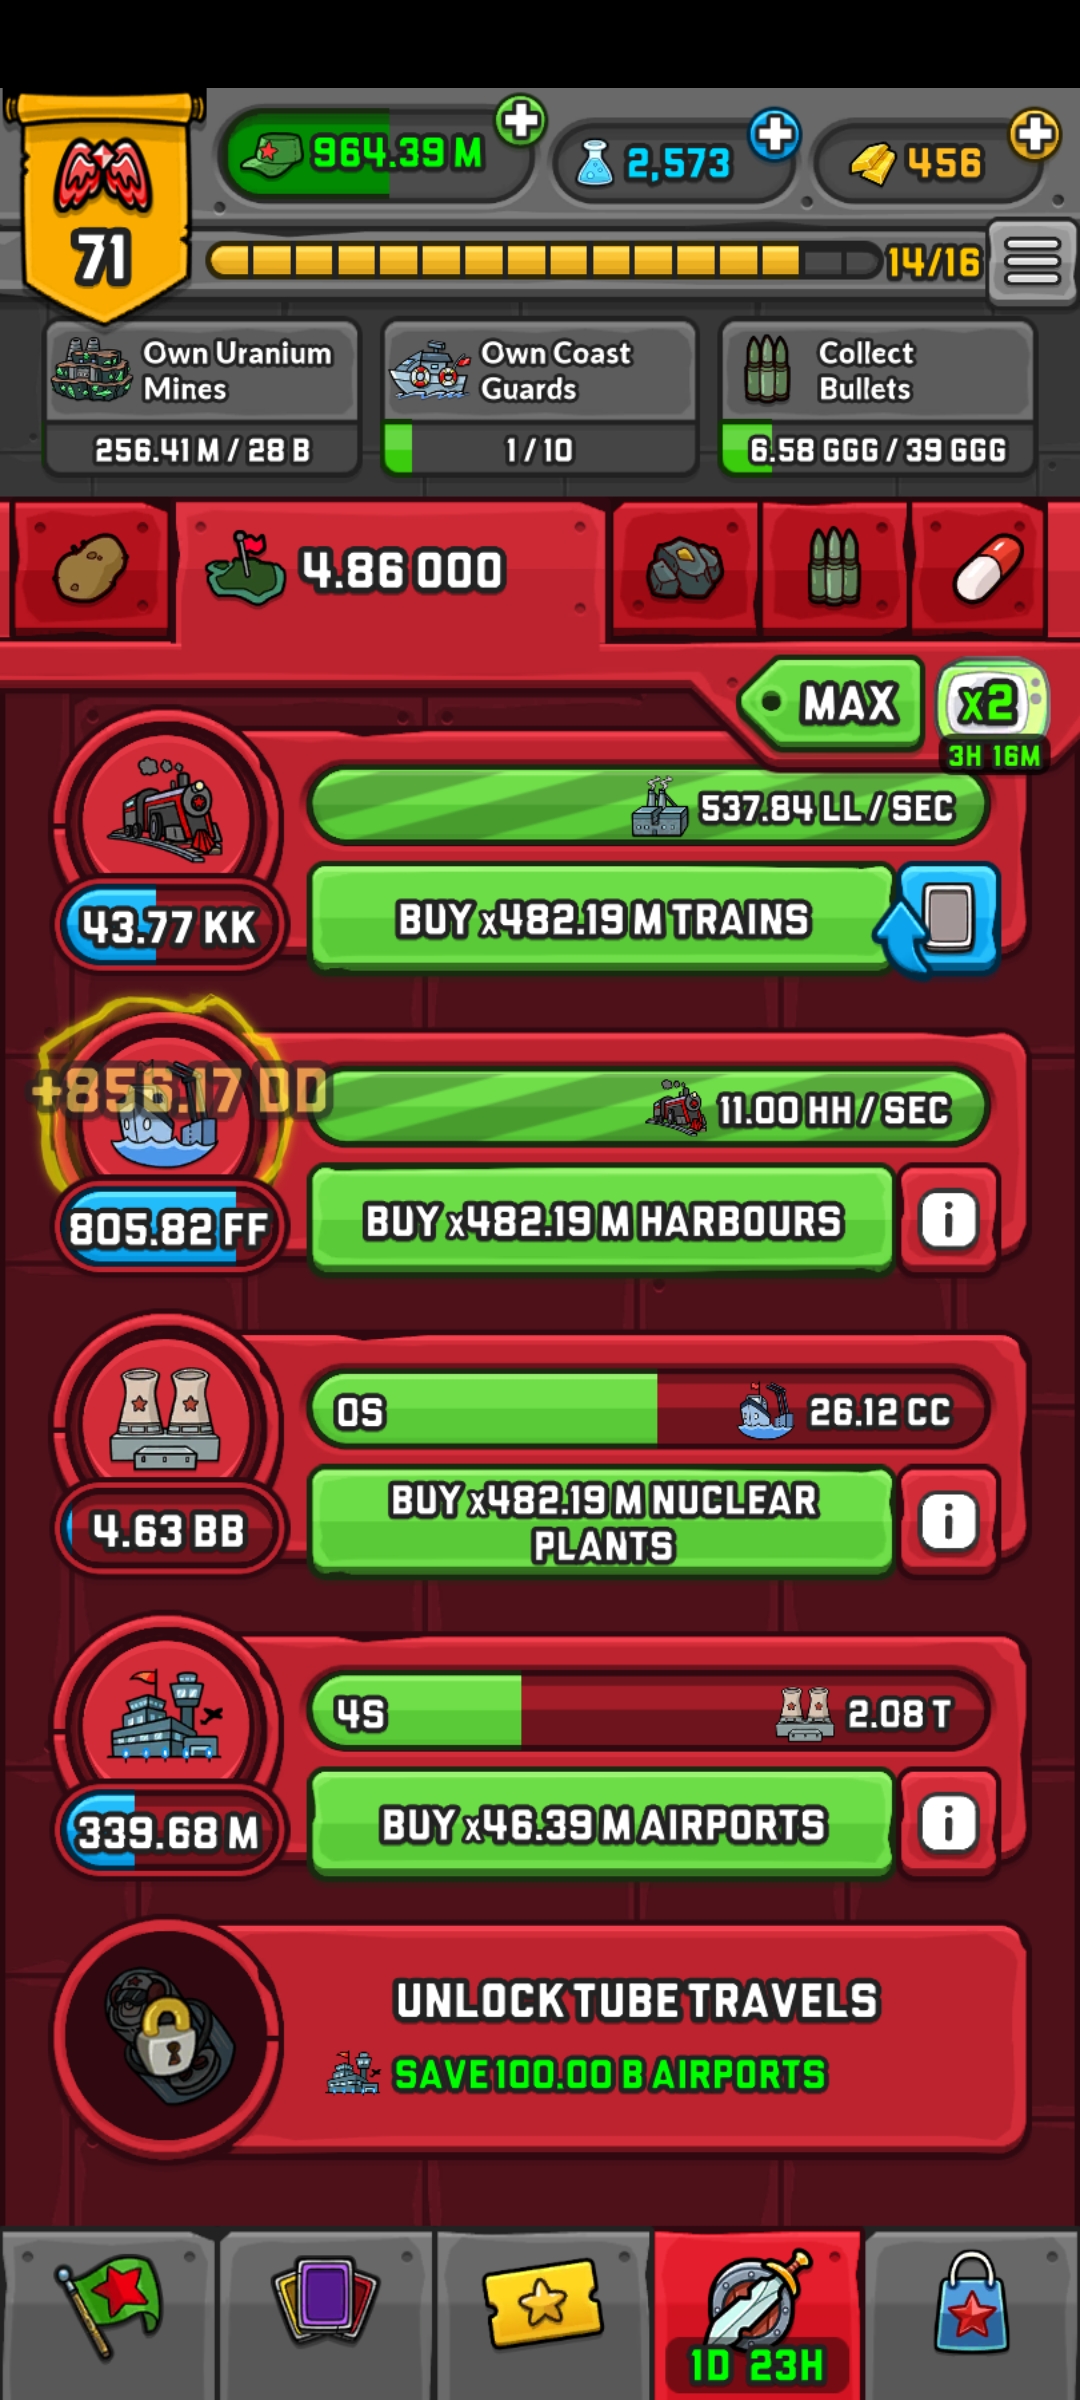 964.39 M
2,573
456
71
14/16
Own Uranium
Mines
256.41 M / 28 B
Own Coast
Guards
1 / 10
Collect
Bullets
6.58 GGG / 39 GGG
4.86 OOO
MAX
x2
3H 16M
537.84 LL / SEC
43.77 KK
BUY x482.19 M TRAINS
+856.17 DD
11.00 HH / SEC
805.82 FF
BUY x482.19 M HARBOURS
i
0S
26.12 CC
4.63 BB
BUY x482.19 M NUCLEAR
PLANTS
i
4S
2.08 T
339.68 M
BUY x46.39 M AIRPORTS
i
UNLOCK TUBE TRAVELS
SAVE 100.00 B AIRPORTS
1D 23H